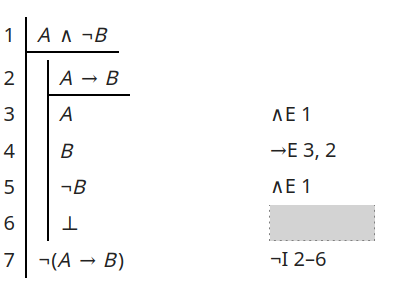 1 A ∧ ¬B
2 A → B
3 A ∧E 1
4 B →E 3, 2
5 ¬B ∧E 1
6 ⊥
7 ¬(A → B) ¬I 2–6